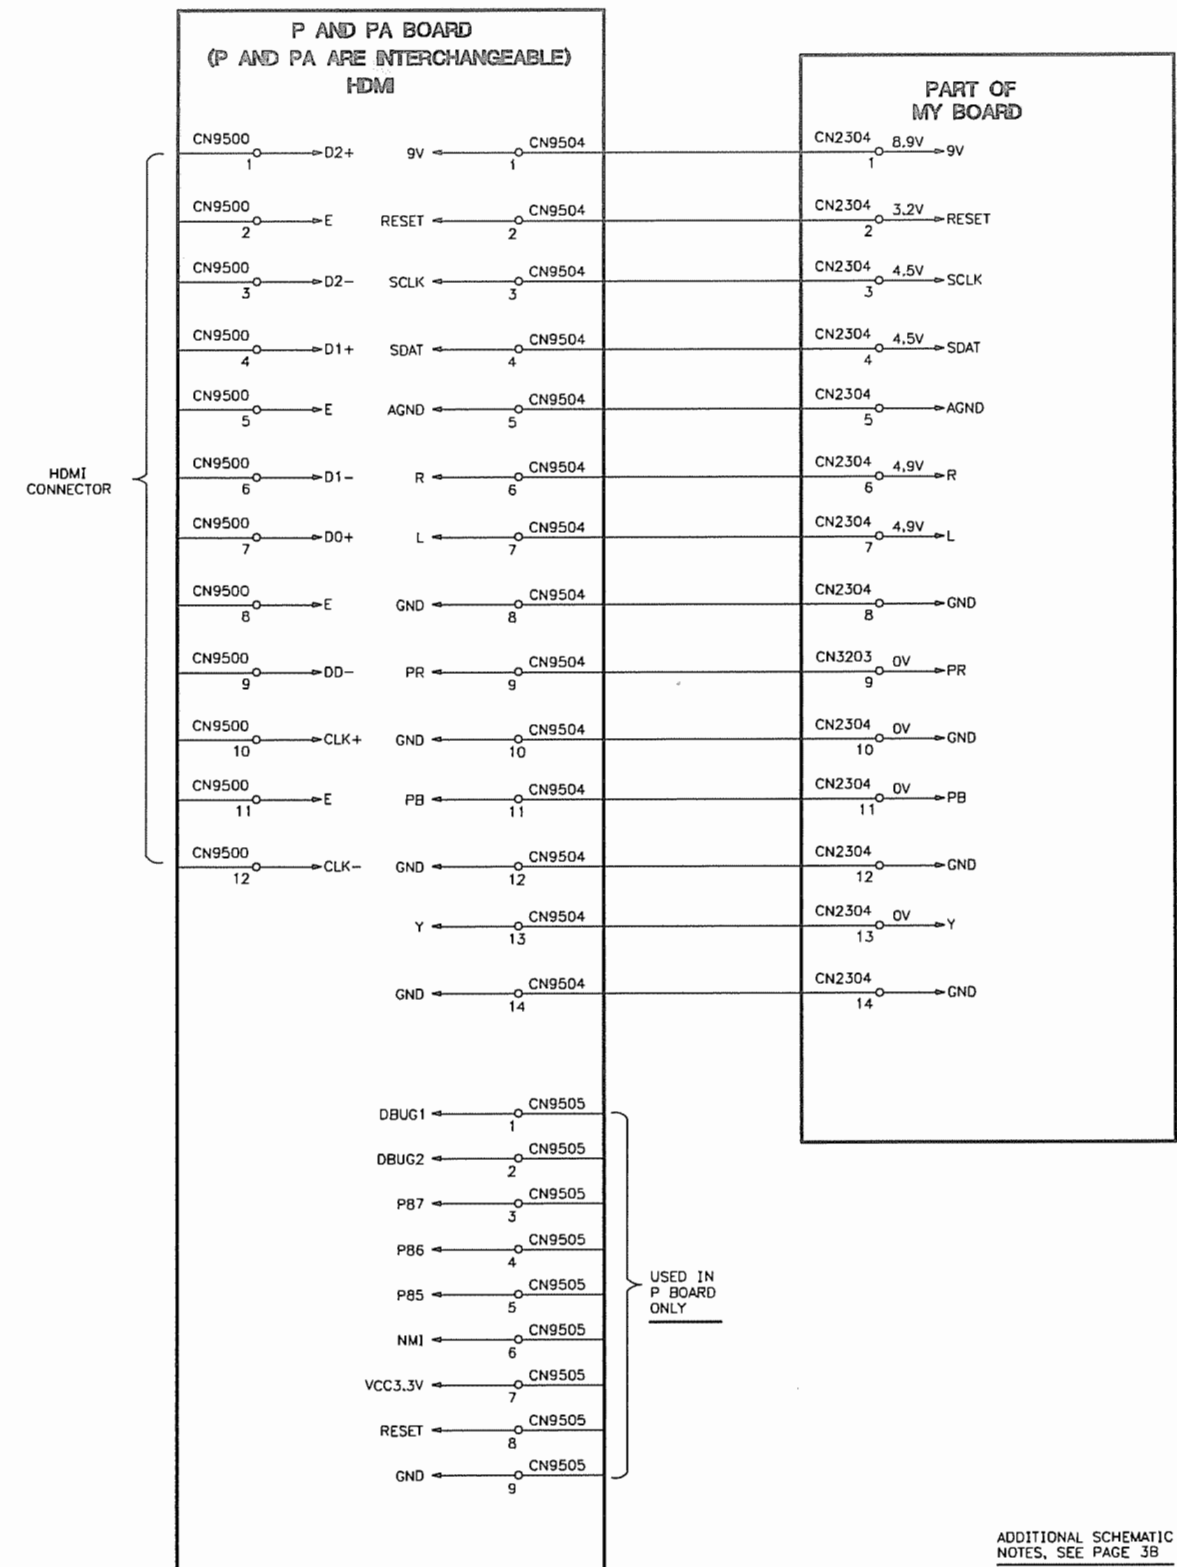 P AND PA BOARD
(P AND PA ARE INTERCHANGEABLE)
HDMI
PART OF
MY BOARD
HDMI
CONNECTOR
CN9500 1 D2+ 9V CN9504 1 CN2304 1 8.9V 9V
CN9500 2 E RESET CN9504 2 CN2304 2 3.2V RESET
CN9500 3 D2- SCLK CN9504 3 CN2304 3 4.5V SCLK
CN9500 4 D1+ SDAT CN9504 4 CN2304 4 4.5V SDAT
CN9500 5 E AGND CN9504 5 CN2304 5 AGND
CN9500 6 D1- R CN9504 6 CN2304 6 4.9V R
CN9500 7 D0+ L CN9504 7 CN2304 7 4.9V L
CN9500 8 E GND CN9504 8 CN2304 8 GND
CN9500 9 DD- PR CN9504 9 CN3203 9 0V PR
CN9500 10 CLK+ GND CN9504 10 CN2304 10 0V GND
CN9500 11 E PB CN9504 11 CN2304 11 0V PB
CN9500 12 CLK- GND CN9504 12 CN2304 12 GND
Y CN9504 13 CN2304 13 0V Y
GND CN9504 14 CN2304 14 GND
DBUG1 CN9505 1
DBUG2 CN9505 2
P87 CN9505 3
P86 CN9505 4
P85 CN9505 5
NMI CN9505 6
VCC3.3V CN9505 7
RESET CN9505 8
GND CN9505 9
USED IN
P BOARD
ONLY
ADDITIONAL SCHEMATIC
NOTES, SEE PAGE 3B